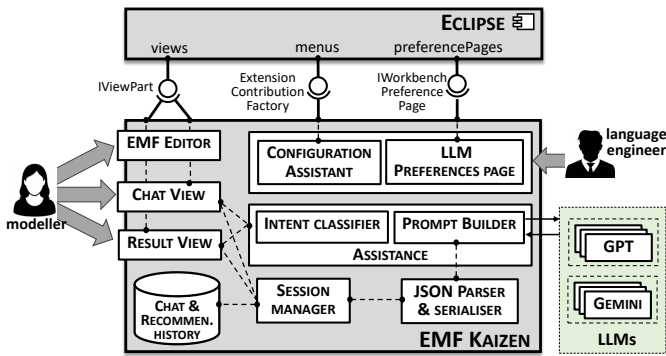 ECLIPSE
views
menus
preferencePages
IViewPart
Extension
Contribution
Factory
IWorkbench
Preference
Page
EMF EDITOR
CHAT VIEW
RESULT VIEW
CONFIGURATION
ASSISTANT
LLM
PREFERENCES PAGE
language
engineer
modeller
INTENT CLASSIFIER
PROMPT BUILDER
ASSISTANCE
GPT
GEMINI
LLMs
CHAT &
RECOMMEN.
HISTORY
SESSION
MANAGER
JSON PARSER
& SERIALISER
EMF KAIZEN